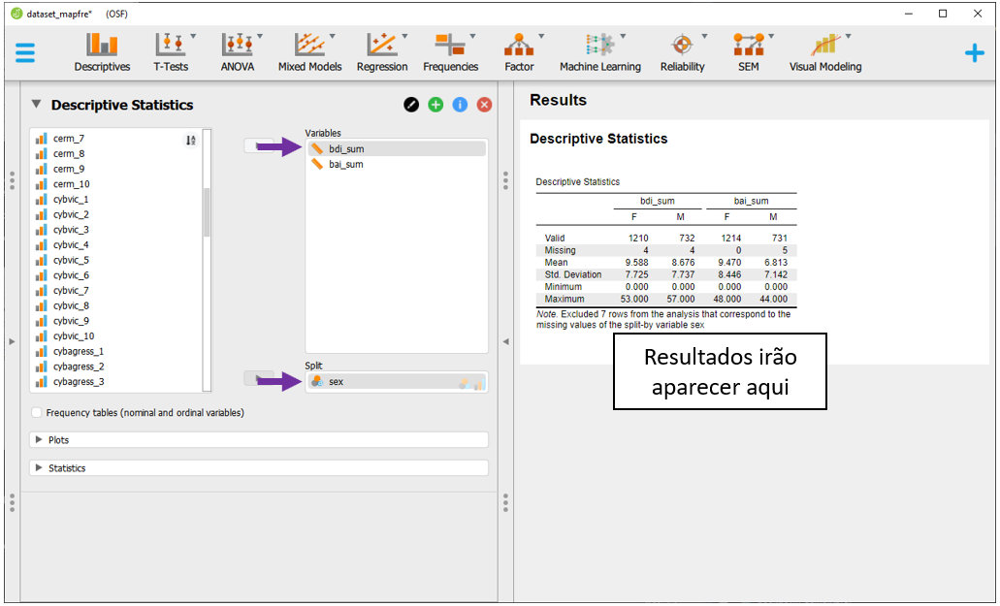 dataset_mapfre* (OSF)
Descriptives
T-Tests
ANOVA
Mixed Models
Regression
Frequencies
Factor
Machine Learning
Reliability
SEM
Visual Modeling
Descriptive Statistics
cerm_7
cerm_8
cerm_9
cerm_10
cybvic_1
cybvic_2
cybvic_3
cybvic_4
cybvic_5
cybvic_6
cybvic_7
cybvic_8
cybvic_9
cybvic_10
cybagress_1
cybagress_2
cybagress_3
Variables
bdi_sum
bai_sum
Split
sex
Frequency tables (nominal and ordinal variables)
Plots
Statistics
Results
Descriptive Statistics
Descriptive Statistics
bdi_sum bai_sum
F M F M
Valid 1210 732 1214 731
Missing 4 4 0 5
Mean 9.588 8.676 9.470 6.813
Std. Deviation 7.725 7.737 8.446 7.142
Minimum 0.000 0.000 0.000 0.000
Maximum 53.000 57.000 48.000 44.000
Note. Excluded 7 rows from the analysis that correspond to the
missing values of the split-by variable sex
Resultados irão
aparecer aqui